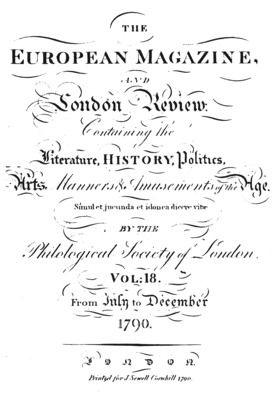 THE
EUROPEAN MAGAZINE,
AND
London Review;
Containing the
Literature, HISTORY, Politics,
Arts, Manners & Amusements of the Age.
Simul et jucunda et idonea dicere vitæ
BY THE
Philological Society of London.
VOL: 18.
From July to December
1790.
LONDON.
Printed for J Sewell Cornhill 1790.